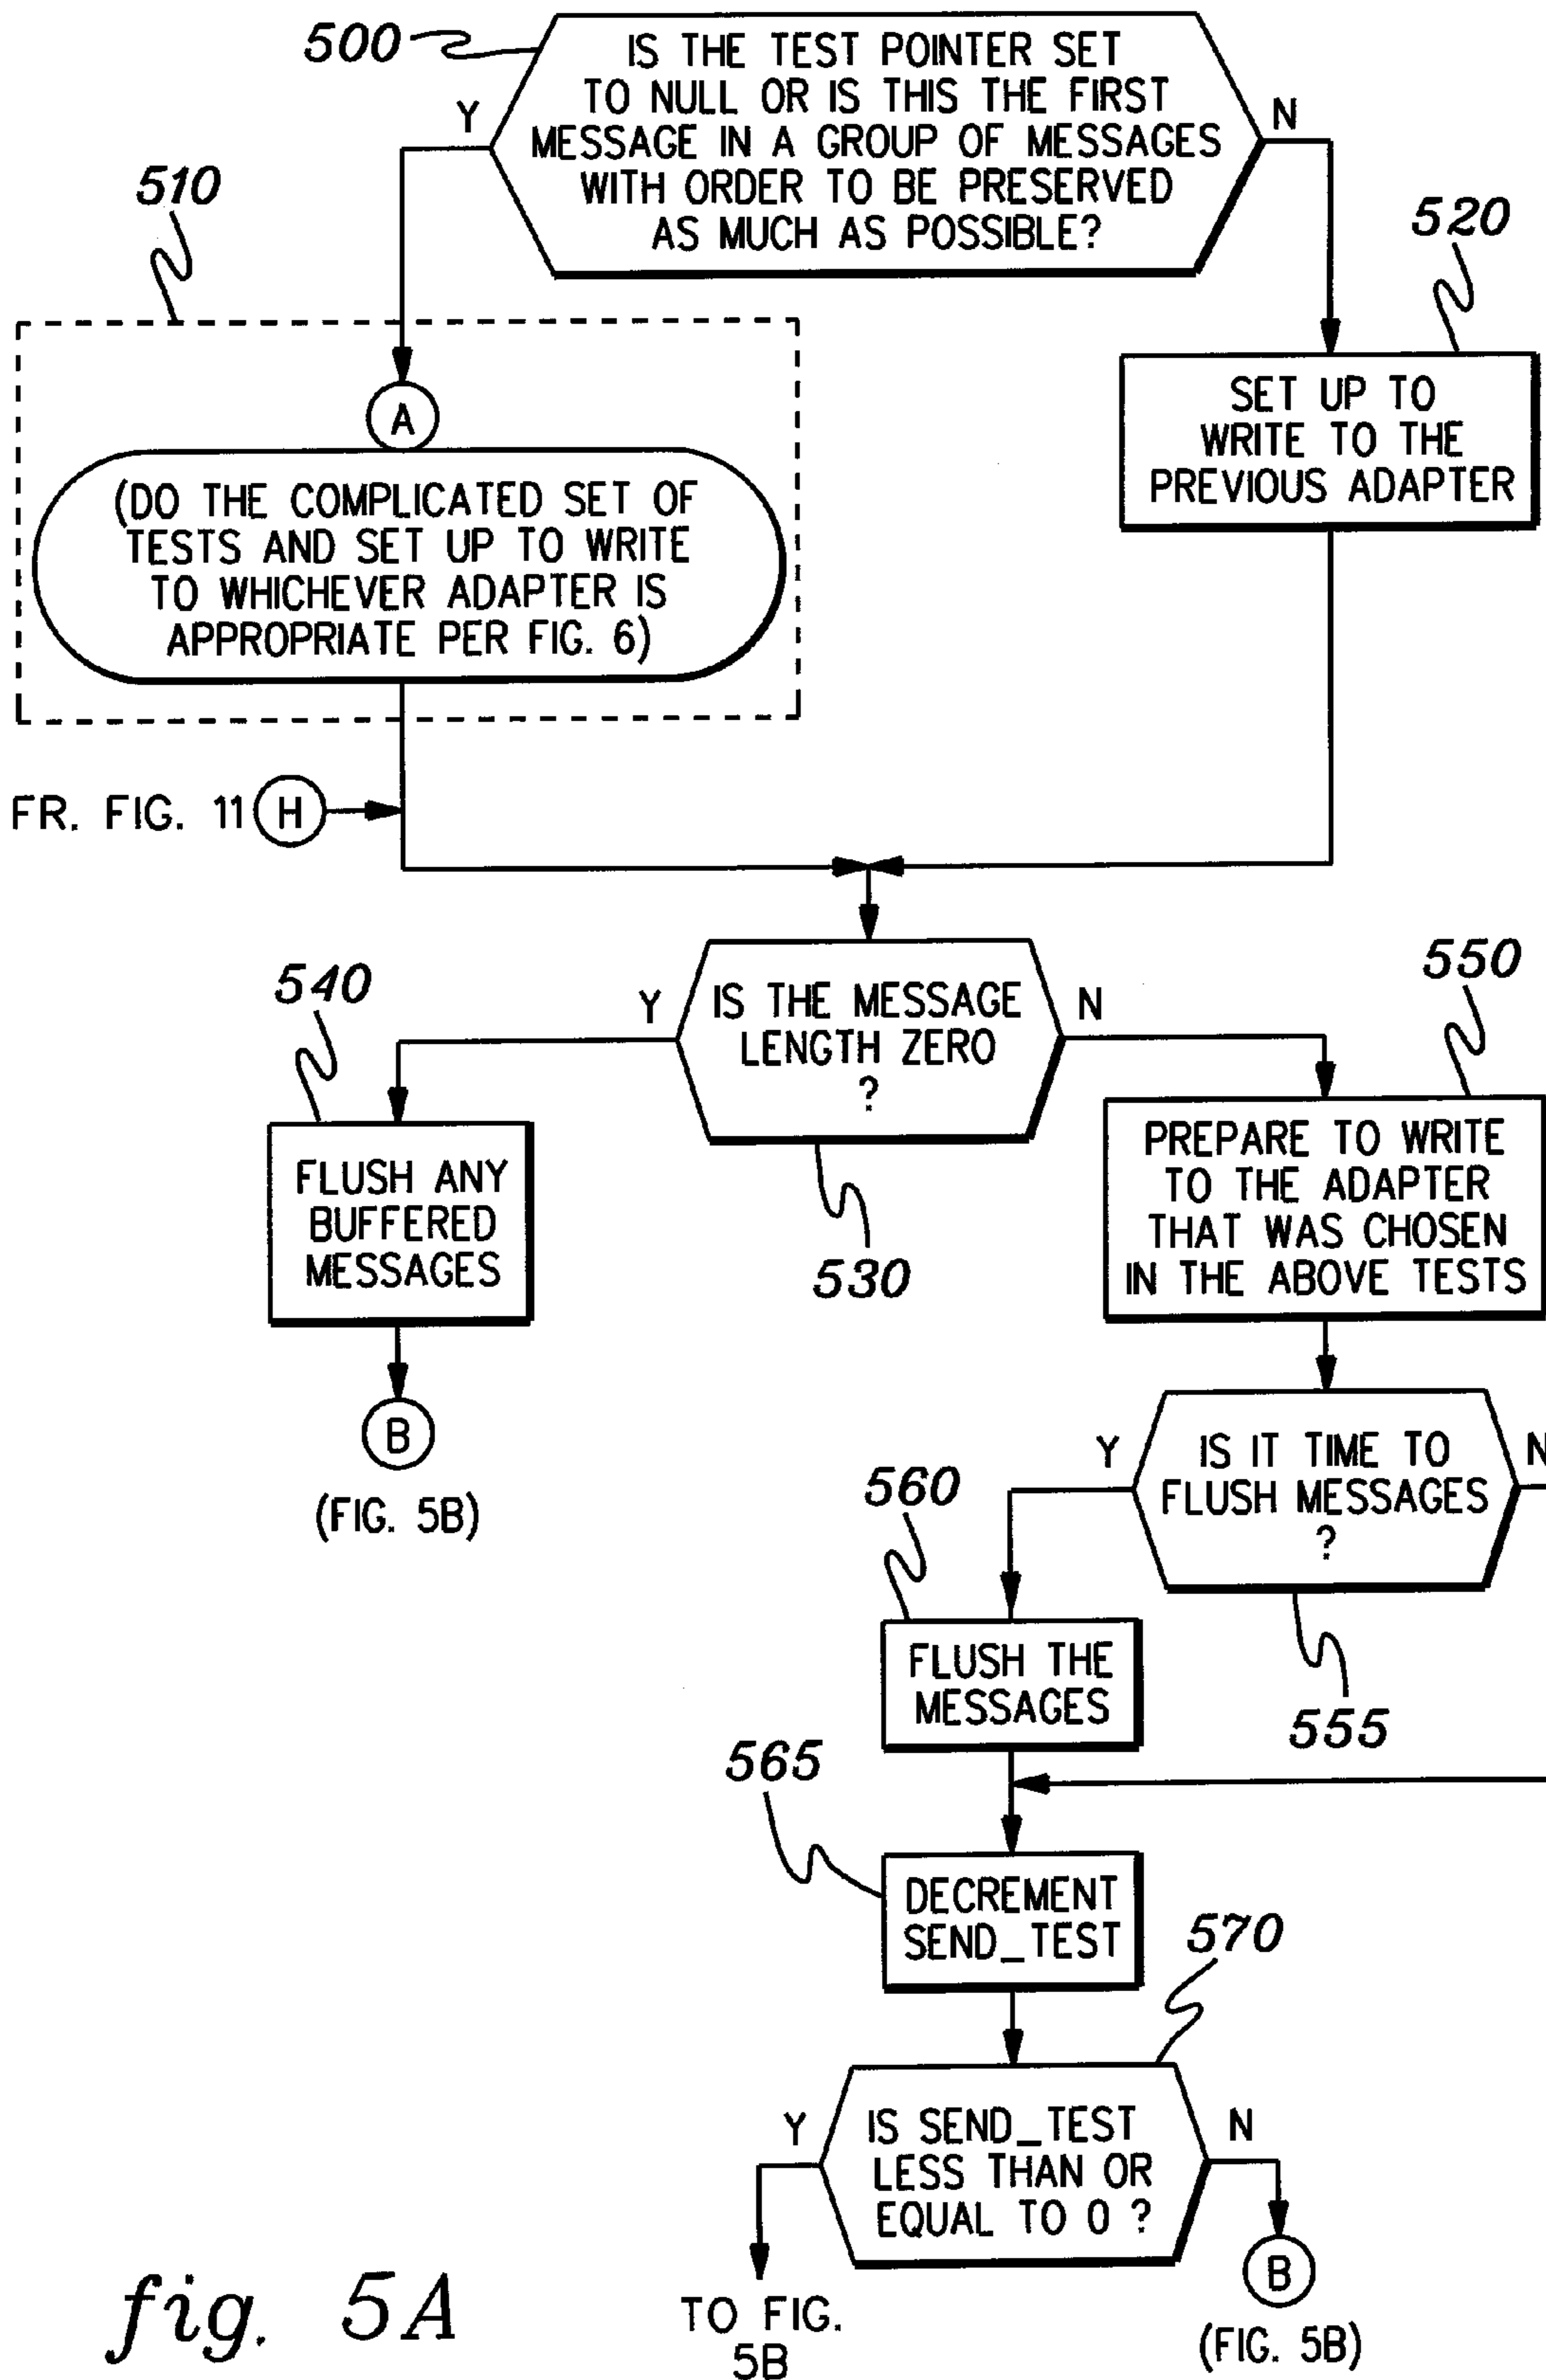 500
IS THE TEST POINTER SET
TO NULL OR IS THIS THE FIRST
MESSAGE IN A GROUP OF MESSAGES
WITH ORDER TO BE PRESERVED
AS MUCH AS POSSIBLE?
Y
N
510
520
A
(DO THE COMPLICATED SET OF
TESTS AND SET UP TO WRITE
TO WHICHEVER ADAPTER IS
APPROPRIATE PER FIG. 6)
SET UP TO
WRITE TO THE
PREVIOUS ADAPTER
FR. FIG. 11
H
540
Y
IS THE MESSAGE
LENGTH ZERO
?
N
550
530
FLUSH ANY
BUFFERED
MESSAGES
PREPARE TO WRITE
TO THE ADAPTER
THAT WAS CHOSEN
IN THE ABOVE TESTS
B
(FIG. 5B)
560
Y
IS IT TIME TO
FLUSH MESSAGES
?
N
555
FLUSH THE
MESSAGES
565
DECREMENT
SEND_TEST
570
Y
IS SEND_TEST
LESS THAN OR
EQUAL TO 0 ?
N
TO FIG.
5B
B
(FIG. 5B)
fig. 5A